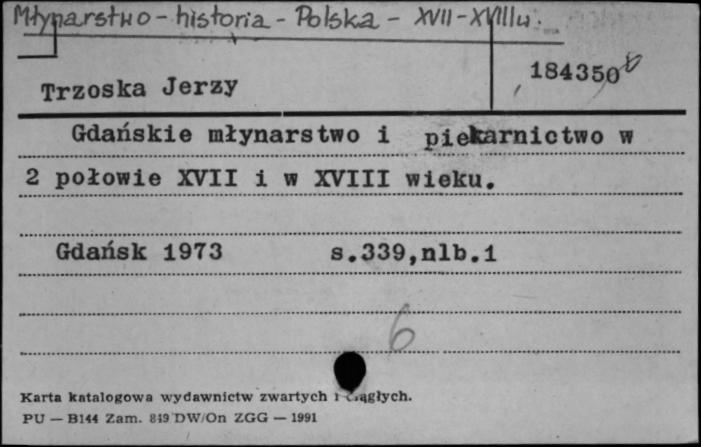 Młynarstwo - historia - Polska - XVII-XVIIIw.
184350
Trzoska Jerzy
Gdańskie młynarstwo i piekarnictwo w
2 połowie XVII i w XVIII wieku.
Gdańsk 1973 s.339,nlb.1
6
Karta katalogowa wydawnictw zwartych i ciągłych.
PU — B144 Zam. 849 DW/On ZGG — 1991